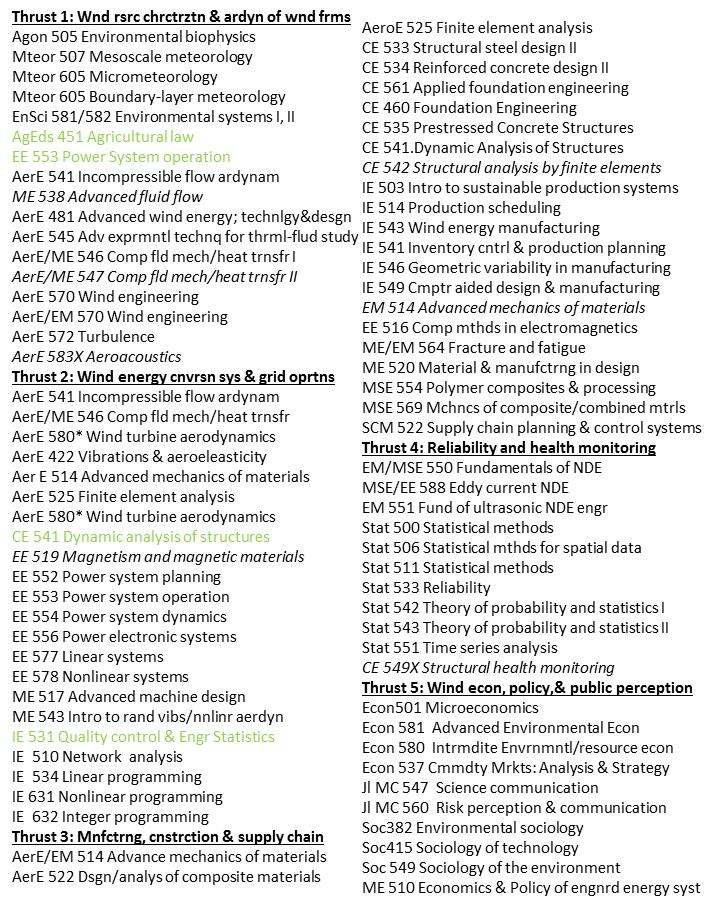 Thrust 1: Wnd rsrc chrctrztn & ardyn of wnd frms
Agon 505 Environmental biophysics
Mteor 507 Mesoscale meteorology
Mteor 605 Micrometeorology
Mteor 605 Boundary-layer meteorology
EnSci 581/582 Environmental systems I, II
AgEds 451 Agricultural law
EE 553 Power System operation
AerE 541 Incompressible flow ardynam
ME 538 Advanced fluid flow
AerE 481 Advanced wind energy; technlgy&desgn
AerE 545 Adv exprmntl technq for thrml-flud study
AerE/ME 546 Comp fld mech/heat trnsfr I
AerE/ME 547 Comp fld mech/heat trnsfr II
AerE 570 Wind engineering
AerE/EM 570 Wind engineering
AerE 572 Turbulence
AerE 583X Aeroacoustics
Thrust 2: Wind energy cnvrsn sys & grid oprtns
AerE 541 Incompressible flow ardynam
AerE/ME 546 Comp fld mech/heat trnsfr
AerE 580* Wind turbine aerodynamics
AerE 422 Vibrations & aeroeleasticity
Aer E 514 Advanced mechanics of materials
AerE 525 Finite element analysis
AerE 580* Wind turbine aerodynamics
CE 541 Dynamic analysis of structures
EE 519 Magnetism and magnetic materials
EE 552 Power system planning
EE 553 Power system operation
EE 554 Power system dynamics
EE 556 Power electronic systems
EE 577 Linear systems
EE 578 Nonlinear systems
ME 517 Advanced machine design
ME 543 Intro to rand vibs/nnlinr aerdyn
IE 531 Quality control & Engr Statistics
IE 510 Network analysis
IE 534 Linear programming
IE 631 Nonlinear programming
IE 632 Integer programming
Thrust 3: Mnfctrng, cnstrction & supply chain
AerE/EM 514 Advance mechanics of materials
AerE 522 Dsgn/analys of composite materials
AeroE 525 Finite element analysis
CE 533 Structural steel design II
CE 534 Reinforced concrete design II
CE 561 Applied foundation engineering
CE 460 Foundation Engineering
CE 535 Prestressed Concrete Structures
CE 541.Dynamic Analysis of Structures
CE 542 Structural analysis by finite elements
IE 503 Intro to sustainable production systems
IE 514 Production scheduling
IE 543 Wind energy manufacturing
IE 541 Inventory cntrl & production planning
IE 546 Geometric variability in manufacturing
IE 549 Cmptr aided design & manufacturing
EM 514 Advanced mechanics of materials
EE 516 Comp mthds in electromagnetics
ME/EM 564 Fracture and fatigue
ME 520 Material & manufctrng in design
MSE 554 Polymer composites & processing
MSE 569 Mchncs of composite/combined mtrls
SCM 522 Supply chain planning & control systems
Thrust 4: Reliability and health monitoring
EM/MSE 550 Fundamentals of NDE
MSE/EE 588 Eddy current NDE
EM 551 Fund of ultrasonic NDE engr
Stat 500 Statistical methods
Stat 506 Statistical mthds for spatial data
Stat 511 Statistical methods
Stat 533 Reliability
Stat 542 Theory of probability and statistics I
Stat 543 Theory of probability and statistics II
Stat 551 Time series analysis
CE 549X Structural health monitoring
Thrust 5: Wind econ, policy,& public perception
Econ501 Microeconomics
Econ 581 Advanced Environmental Econ
Econ 580 Intrmdite Envrnmntl/resource econ
Econ 537 Cmmdty Mrkts: Analysis & Strategy
Jl MC 547 Science communication
Jl MC 560 Risk perception & communication
Soc382 Environmental sociology
Soc415 Sociology of technology
Soc 549 Sociology of the environment
ME 510 Economics & Policy of engnrd energy syst